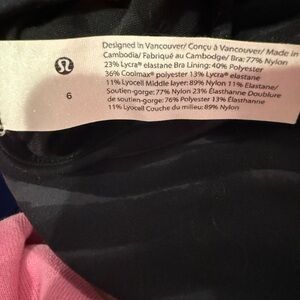 Designed in Vancouver/ Conçu à Vancouver/ Made in
Cambodia/ Fabriqué au Cambodge/ Bra: 77% Nylon
23% Lycra® elastane Bra Lining: 40% Polyester
36% Coolmax® polyester 13% Lycra® elastane
11% Lyocell Middle layer: 89% Nylon 11% Elastane/
Soutien-gorge: 77% Nylon 23% Élasthanne Doublure
de soutien-gorge: 76% Polyester 13% Élasthanne
11% Lyocell Couche du milieu: 89% Nylon
6